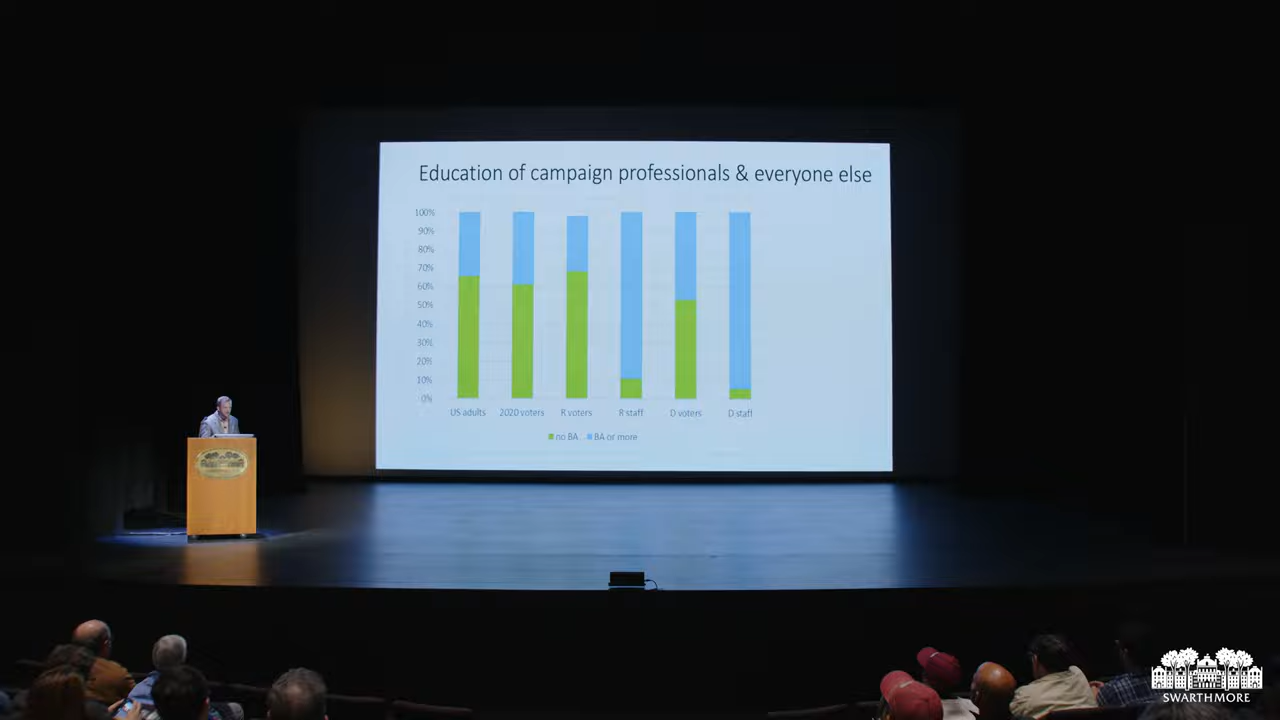 Education of campaign professionals & everyone else
100%
90%
80%
70%
60%
50%
40%
30%
20%
10%
0%
US adults 2020 voters R voters R staff D voters D staff
no BA BA or more
SWARTHMORE